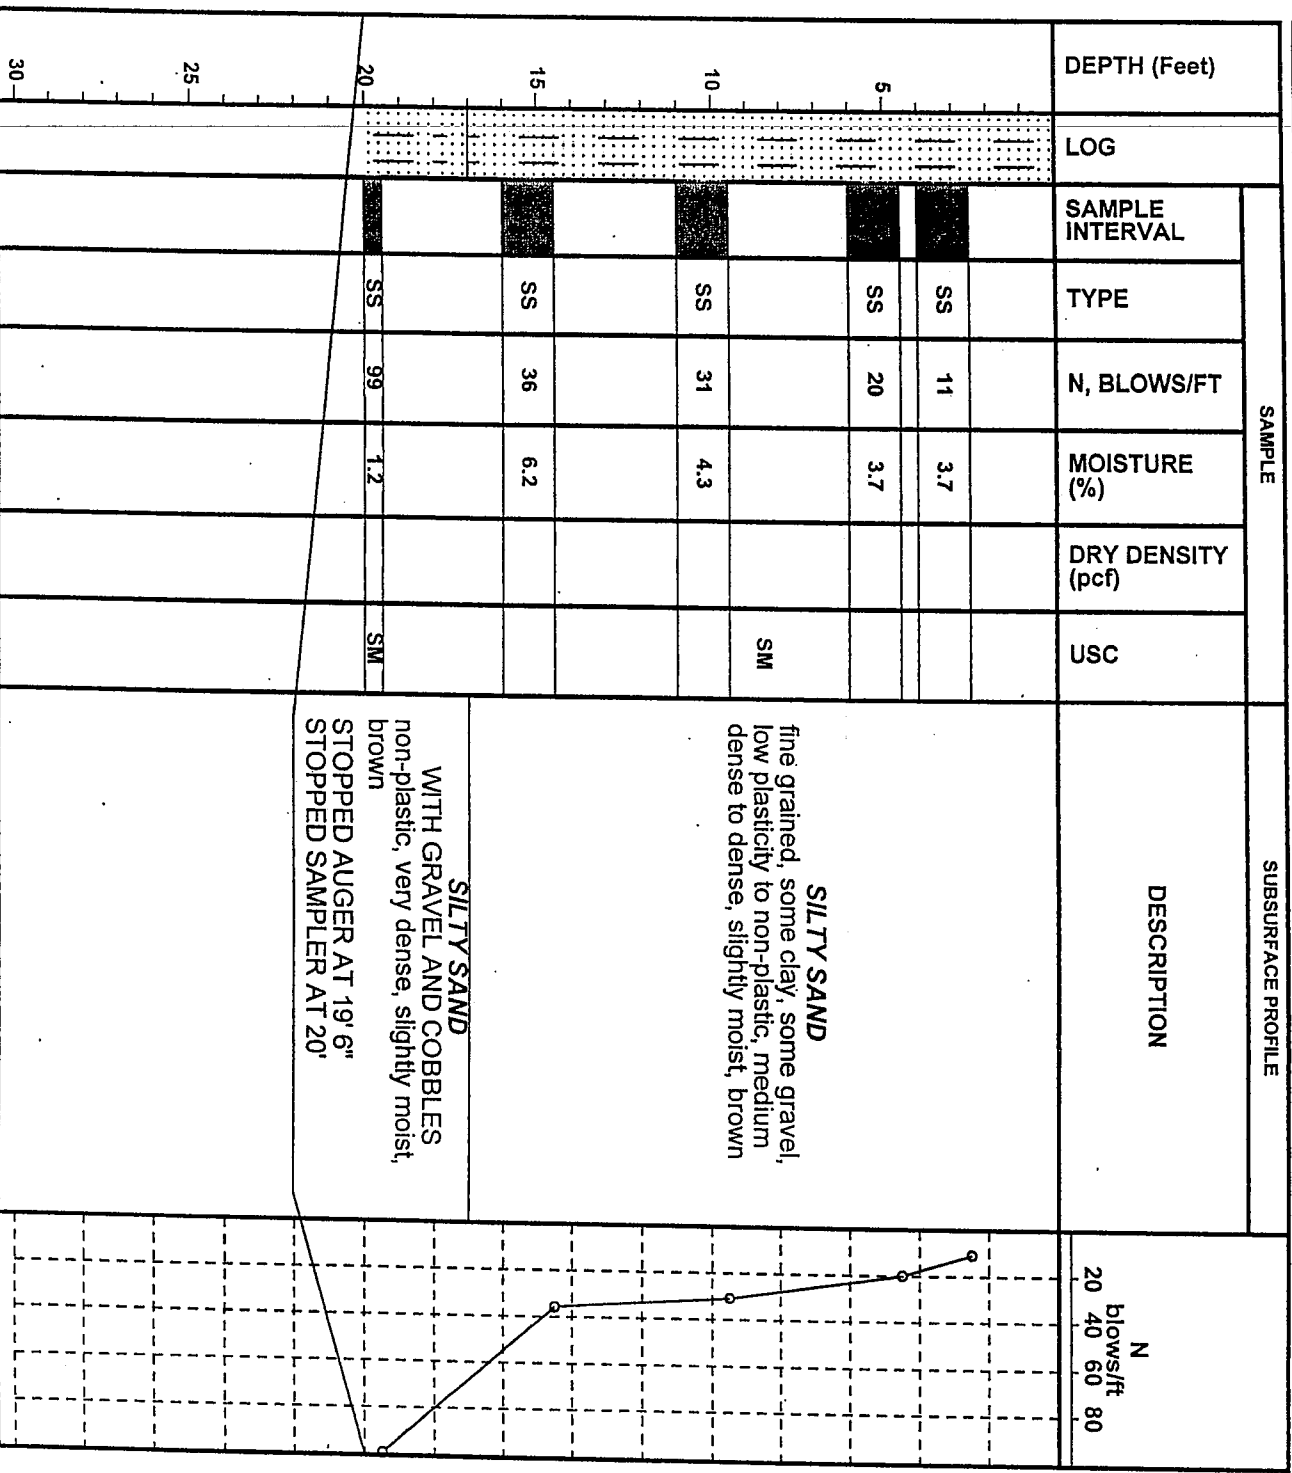 SAMPLE
SUBSURFACE PROFILE
DEPTH (Feet)
LOG
SAMPLE
INTERVAL
TYPE
N, BLOWS/FT
MOISTURE
(%)
DRY DENSITY
(pcf)
USC
DESCRIPTION
N
blows/ft
20 40 60 80
SS 11 3.7
5
SS 20 3.7
SM
SILTY SAND
fine grained, some clay, some gravel,
low plasticity to non-plastic, medium
dense to dense, slightly moist, brown
10
SS 31 4.3
15
SS 36 6.2
SILTY SAND
WITH GRAVEL AND COBBLES
non-plastic, very dense, slightly moist,
brown
20
SS 99 1.2 SM
STOPPED AUGER AT 19' 6"
STOPPED SAMPLER AT 20'
25
30